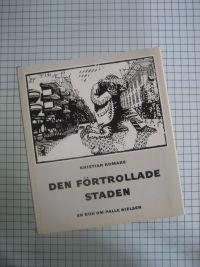 KRISTIAN ROMARE
DEN FÖRTROLLADE
STADEN
EN BOK OM PALLE NIELSEN